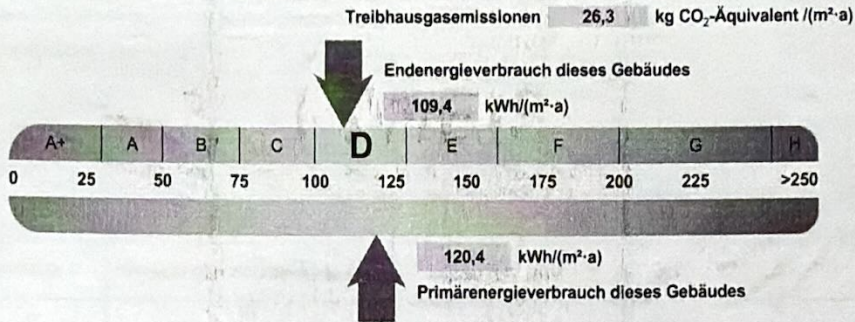 Treibhausgasemissionen 26,3 kg CO₂-Äquivalent /(m²·a)
Endenergieverbrauch dieses Gebäudes
109,4 kWh/(m²·a)
A+ A B C D E F G H
0 25 50 75 100 125 150 175 200 225 >250
120,4 kWh/(m²·a)
Primärenergieverbrauch dieses Gebäudes